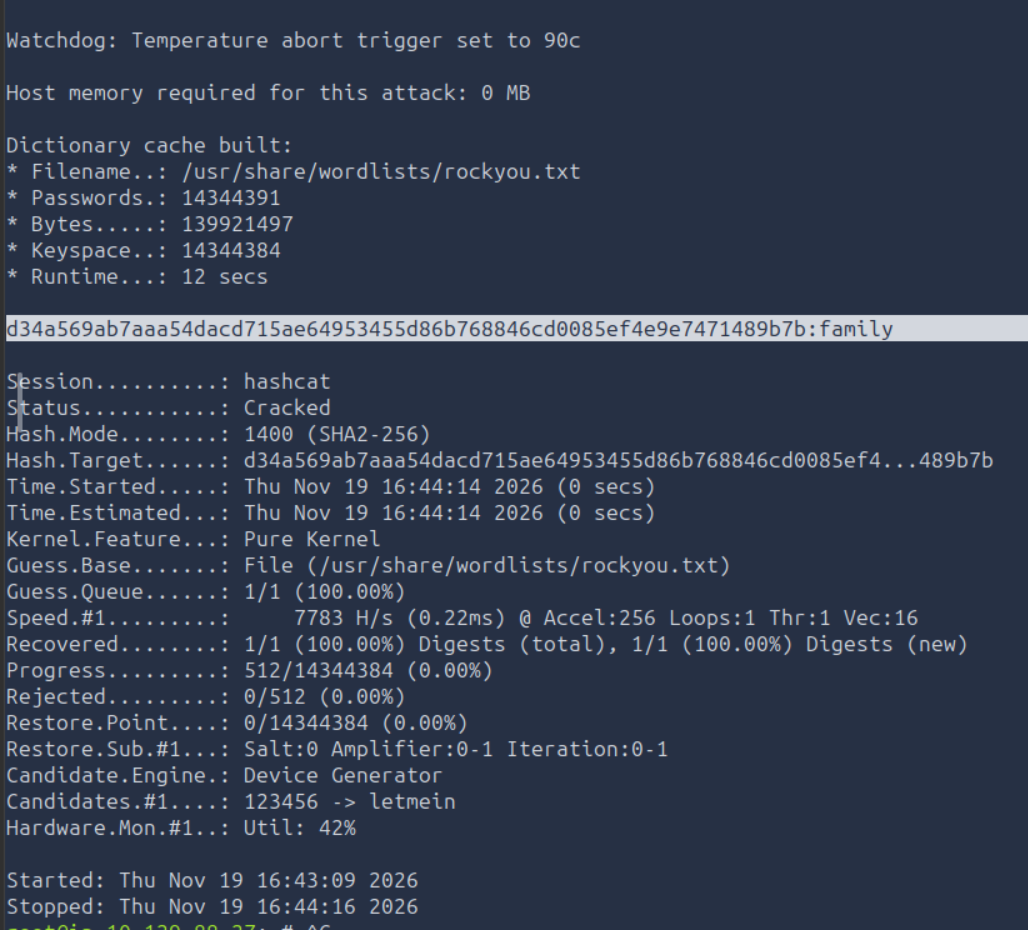 Watchdog: Temperature abort trigger set to 90c
Host memory required for this attack: 0 MB
Dictionary cache built:
* Filename..: /usr/share/wordlists/rockyou.txt
* Passwords.: 14344391
* Bytes.....: 139921497
* Keyspace..: 14344384
* Runtime...: 12 secs
d34a569ab7aaa54dacd715ae64953455d86b768846cd0085ef4e9e7471489b7b:family
Session..........: hashcat
Status...........: Cracked
Hash.Mode........: 1400 (SHA2-256)
Hash.Target......: d34a569ab7aaa54dacd715ae64953455d86b768846cd0085ef4...489b7b
Time.Started.....: Thu Nov 19 16:44:14 2026 (0 secs)
Time.Estimated...: Thu Nov 19 16:44:14 2026 (0 secs)
Kernel.Feature...: Pure Kernel
Guess.Base.......: File (/usr/share/wordlists/rockyou.txt)
Guess.Queue......: 1/1 (100.00%)
Speed.#1.........:     7783 H/s (0.22ms) @ Accel:256 Loops:1 Thr:1 Vec:16
Recovered........: 1/1 (100.00%) Digests (total), 1/1 (100.00%) Digests (new)
Progress.........: 512/14344384 (0.00%)
Rejected.........: 0/512 (0.00%)
Restore.Point....: 0/14344384 (0.00%)
Restore.Sub.#1...: Salt:0 Amplifier:0-1 Iteration:0-1
Candidate.Engine.: Device Generator
Candidates.#1....: 123456 -> letmein
Hardware.Mon.#1..: Util: 42%
Started: Thu Nov 19 16:43:09 2026
Stopped: Thu Nov 19 16:44:16 2026